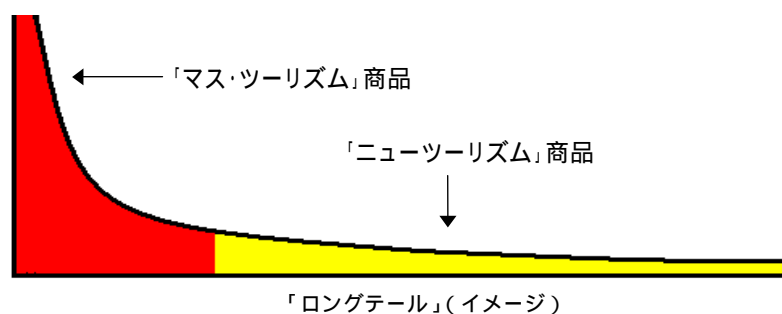 「マス・ツーリズム」商品
「ニューツーリズム」商品
「ロングテール」(イメージ)